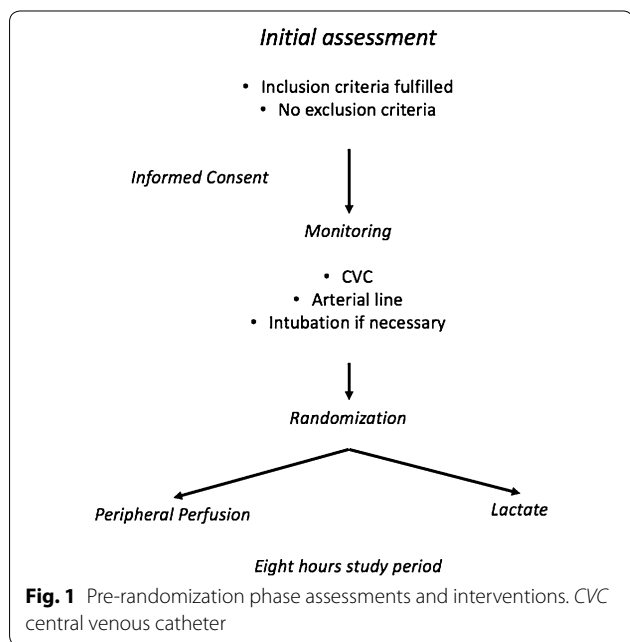 Initial assessment
• Inclusion criteria fulfilled
• No exclusion criteria
Informed Consent
Monitoring
• CVC
• Arterial line
• Intubation if necessary
Randomization
Peripheral Perfusion
Lactate
Eight hours study period
Fig. 1 Pre-randomization phase assessments and interventions. CVC
central venous catheter